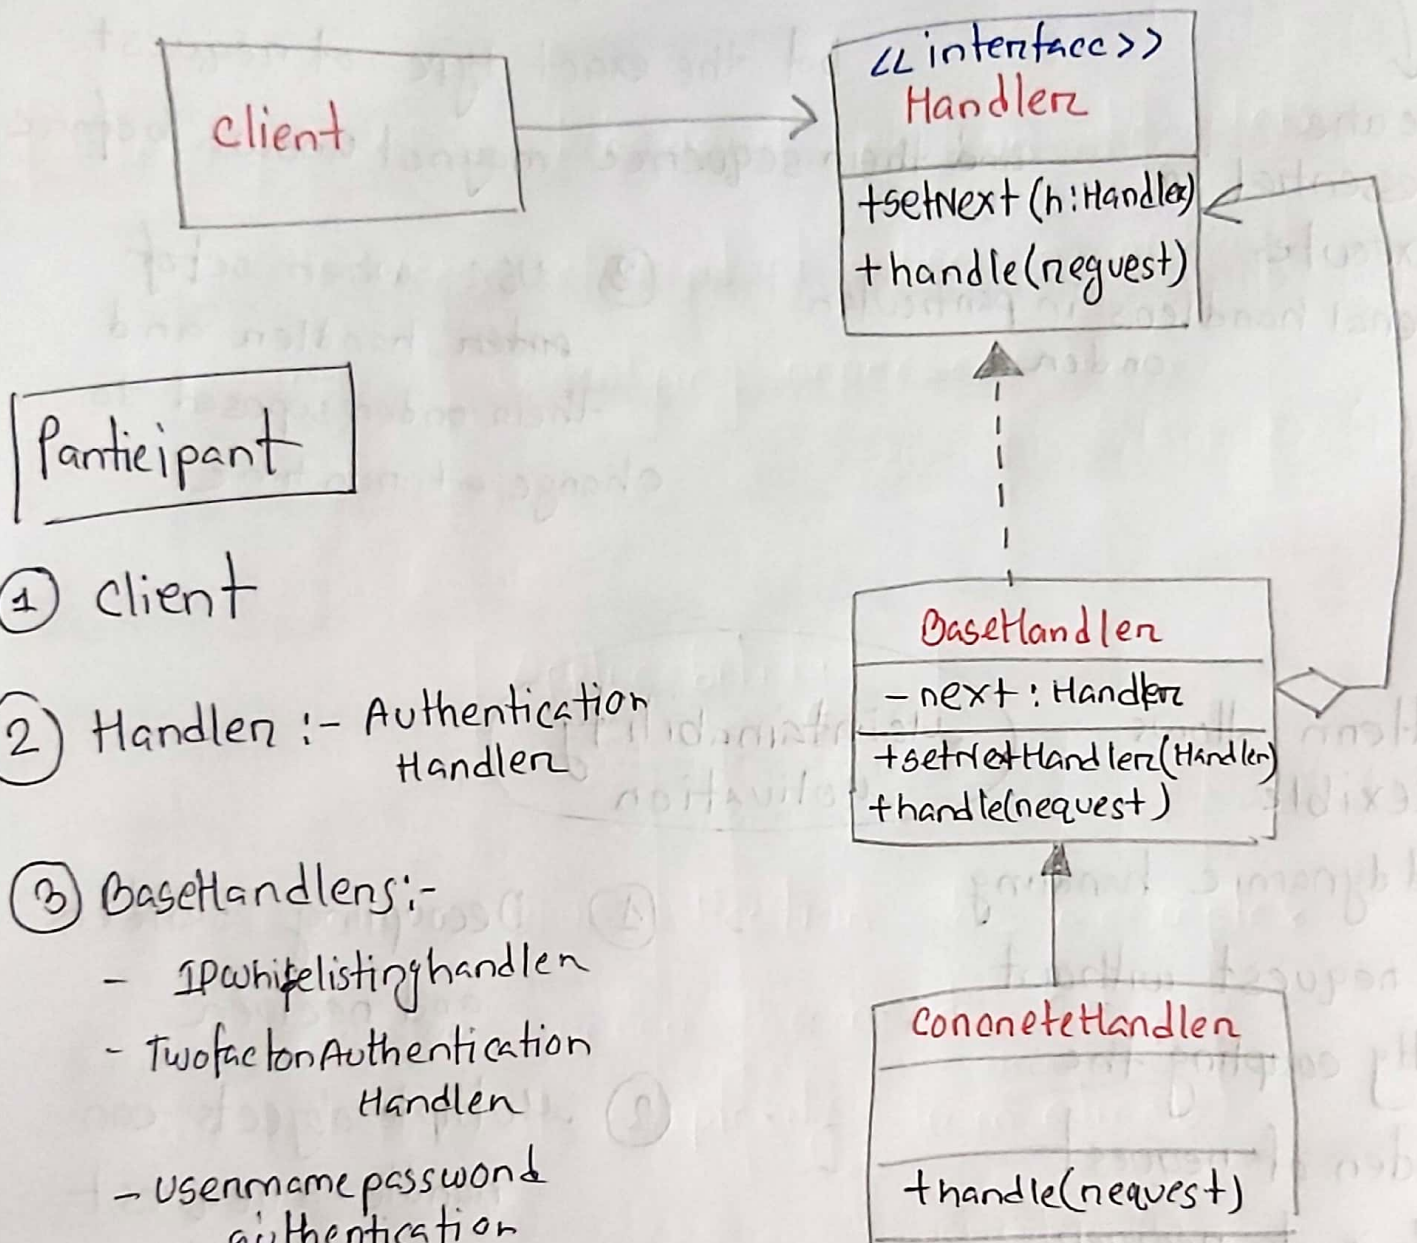 Client
<<interface>>
Handler
+setNext(h:Handler)
+handle(request)
Participant
① Client
② Handler :- Authentication
Handler
③ BaseHandlers:-
- IPwhitelistinghandler
- TwofactorAuthentication
Handler
- usernamepassword
authentication
BaseHandler
- next : Handler
+setNextHandler(Handler)
+handle(request)
ConcreteHandler
+handle(request)